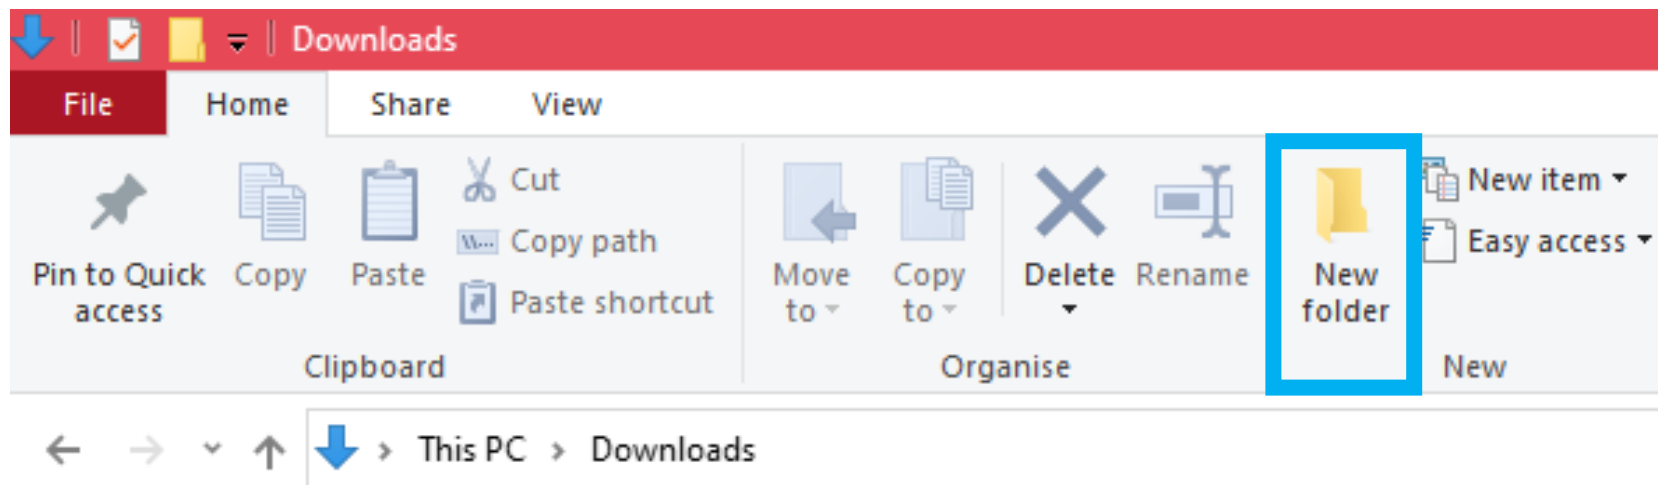 Downloads
File Home Share View
Pin to Quick access
Copy
Paste
Cut
Copy path
Paste shortcut
Clipboard
Move to
Copy to
Delete
Rename
Organise
New folder
New item
Easy access
New
This PC > Downloads